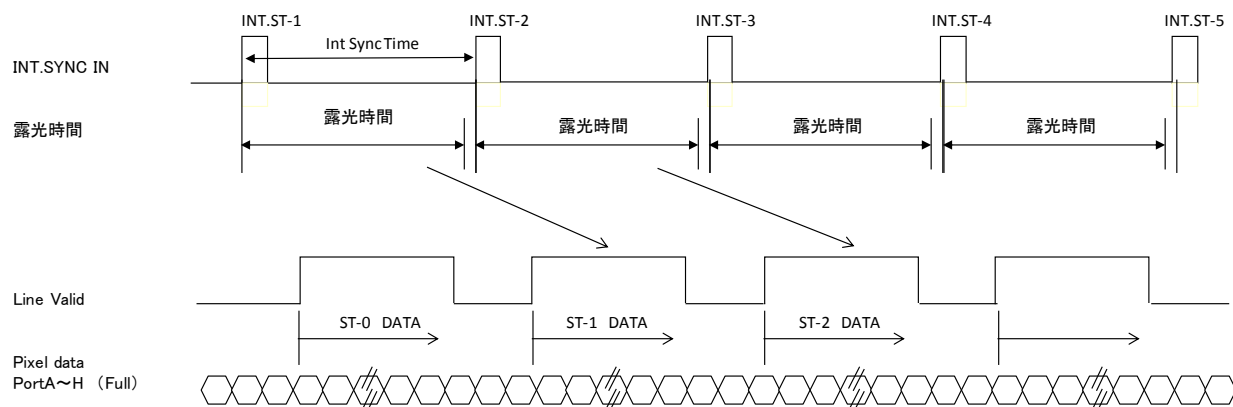 INT.ST-1 INT.ST-2 INT.ST-3 INT.ST-4 INT.ST-5
Int Sync Time
INT.SYNC IN
露光時間 露光時間 露光時間 露光時間 露光時間
Line Valid
ST-0 DATA ST-1 DATA ST-2 DATA
Pixel data
PortA～H (Full)